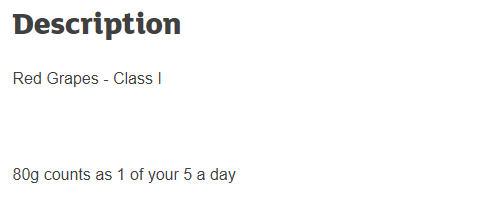 Description
Red Grapes - Class I
80g counts as 1 of your 5 a day